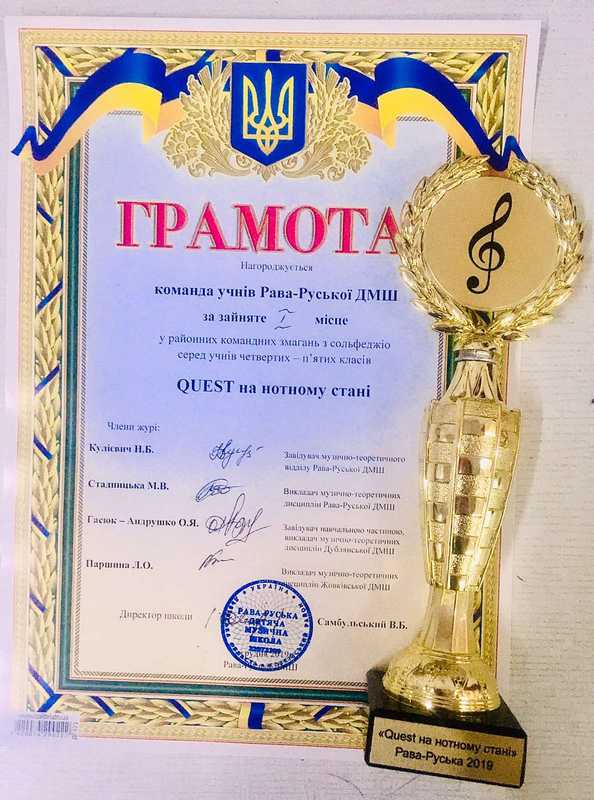 ГРАМОТА
Нагороджується
команда учнів Рава-Руської ДМШ
за зайняте I місце
у районних командних змагань з сольфеджіо
серед учнів четвертих – п'ятих класів
QUEST на нотному стані
Члени журі:
Кулієвич Н.Б.
Завідувач музично-теоретичного
відділу Рава-Руської ДМШ
Стадницька М.В.
Викладач музично-теоретичних
дисциплін Рава-Руської ДМШ
Гасюк – Андрушко О.Я.
Завідувач навчальною частиною,
викладач музично-теоретичних
дисциплін Дублянської ДМШ
Паршина Л.О.
Викладач музично-теоретичних
дисциплін Жовківської ДМШ
Директор школи
Самбульський В.Б.
УКРАЇНА
РАВА-РУСЬКА
ДИТЯЧА
МУЗИЧНА
ШКОЛА
«Quest на нотному стані»
Рава-Руська 2019